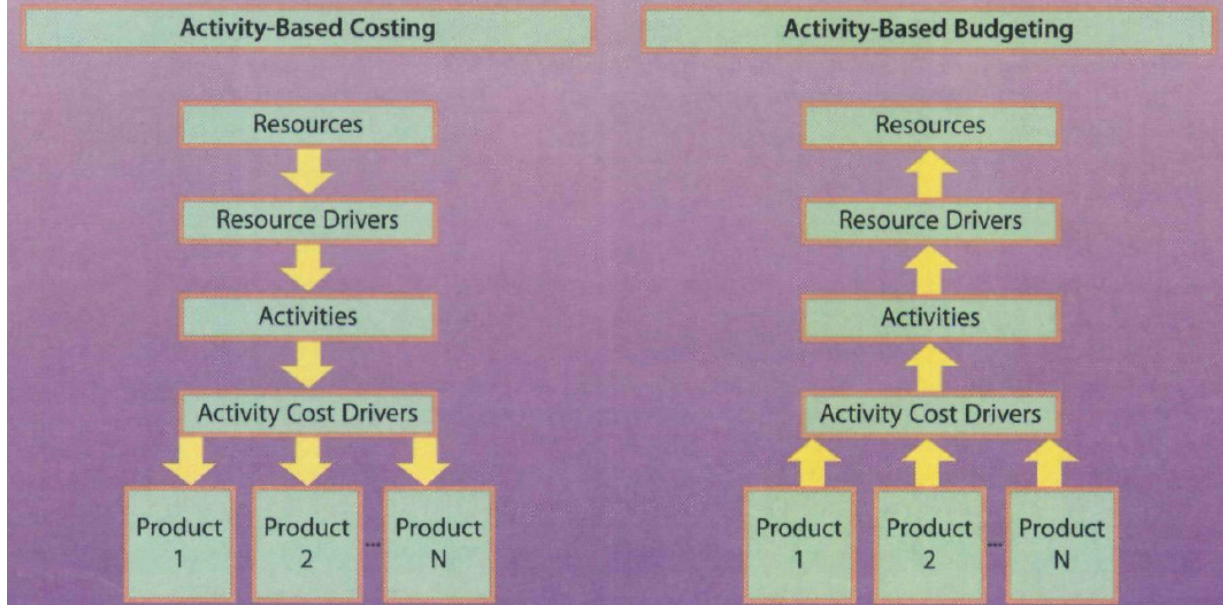 Activity-Based Costing
Resources
Resource Drivers
Activities
Activity Cost Drivers
Product
1
Product
2
...
Product
N
Activity-Based Budgeting
Resources
Resource Drivers
Activities
Activity Cost Drivers
Product
1
Product
2
...
Product
N